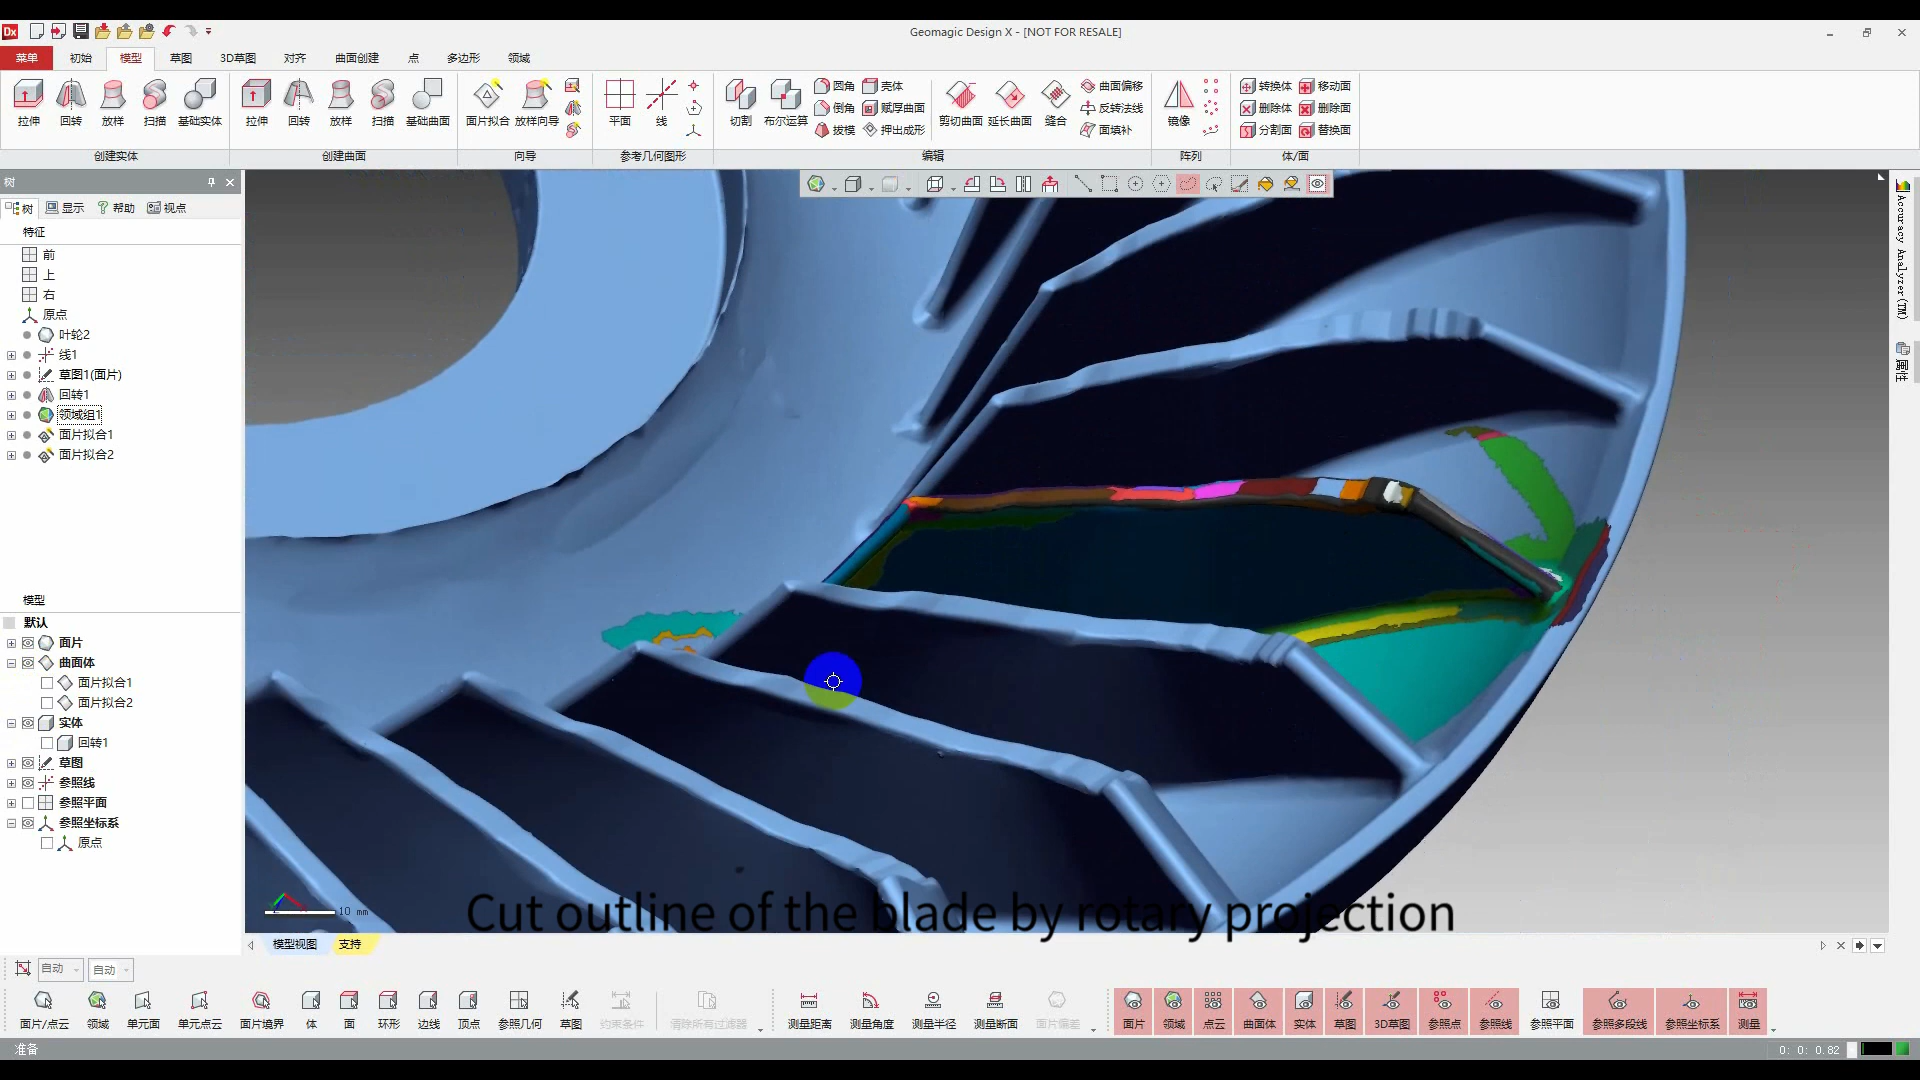 Dx
Geomagic Design X - [NOT FOR RESALE]
菜单 初始 模型 草图 3D草图 对齐 曲面创建 点 多边形 领域
拉伸 回转 放样 扫描 基础实体
创建实体
拉伸 回转 放样 扫描 基础曲面
创建曲面
面片拟合 放样向导
向导
平面 线
参考几何图形
切割 布尔运算 圆角 倒角 拔模 壳体 赋厚曲面 押出成形 剪切曲面 延长曲面 缝合 曲面偏移 反转法线 面填补
编辑
镜像
阵列
转换体 删除体 分割面 移动面 删除面 替换面
体/面
树
树 显示 帮助 视点
特征
前
上
右
原点
叶轮2
线1
草图1(面片)
回转1
领域组1
面片拟合1
面片拟合2
模型
默认
面片
曲面体
面片拟合1
面片拟合2
实体
回转1
草图
参照线
参照平面
参照坐标系
原点
Accuracy Analyzer(TM)
属性
10 mm
Cut outline of the blade by rotary projection
模型视图 支持
自动 自动
面片/点云 领域 单元面 单元点云 面片境界 体 面 环形 边线 顶点 参照几何 草图 约束条件 清除所有过滤器 测量距离 测量角度 测量半径 测量断面 面片偏差 面片 领域 点云 曲面体 实体 草图 3D草图 参照点 参照线 参照平面 参照多段线 参照坐标系 测量
准备
0: 0: 0.82